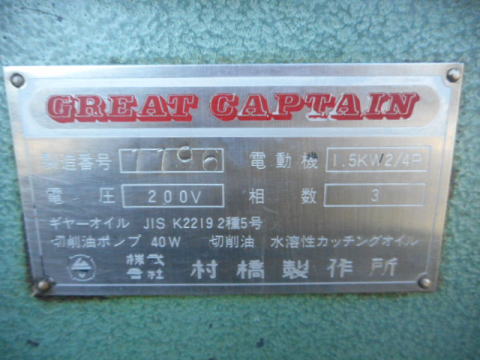 GREAT CAPTAIN
製造番号 電動機 1.5KW2/4P
電圧 200V 相数 3
ギヤーオイル JIS K2219 2種5号
切削油ポンプ 40W 切削油 水溶性カッチングオイル
株式会社 村橋製作所